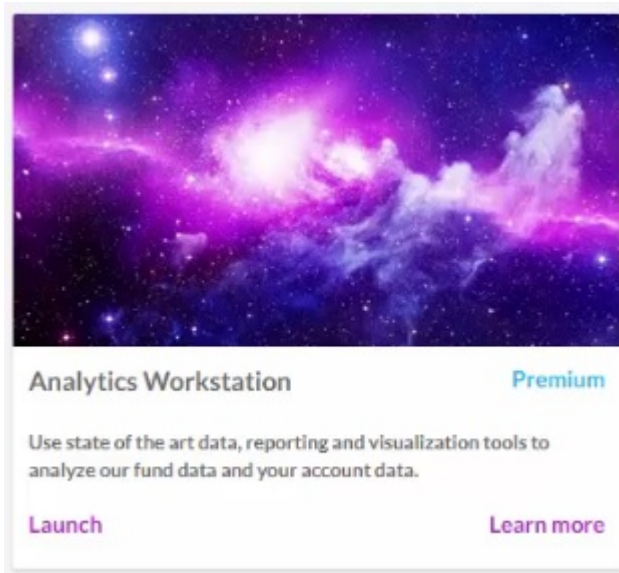 Analytics Workstation
Premium
Use state of the art data, reporting and visualization tools to
analyze our fund data and your account data.
Launch
Learn more